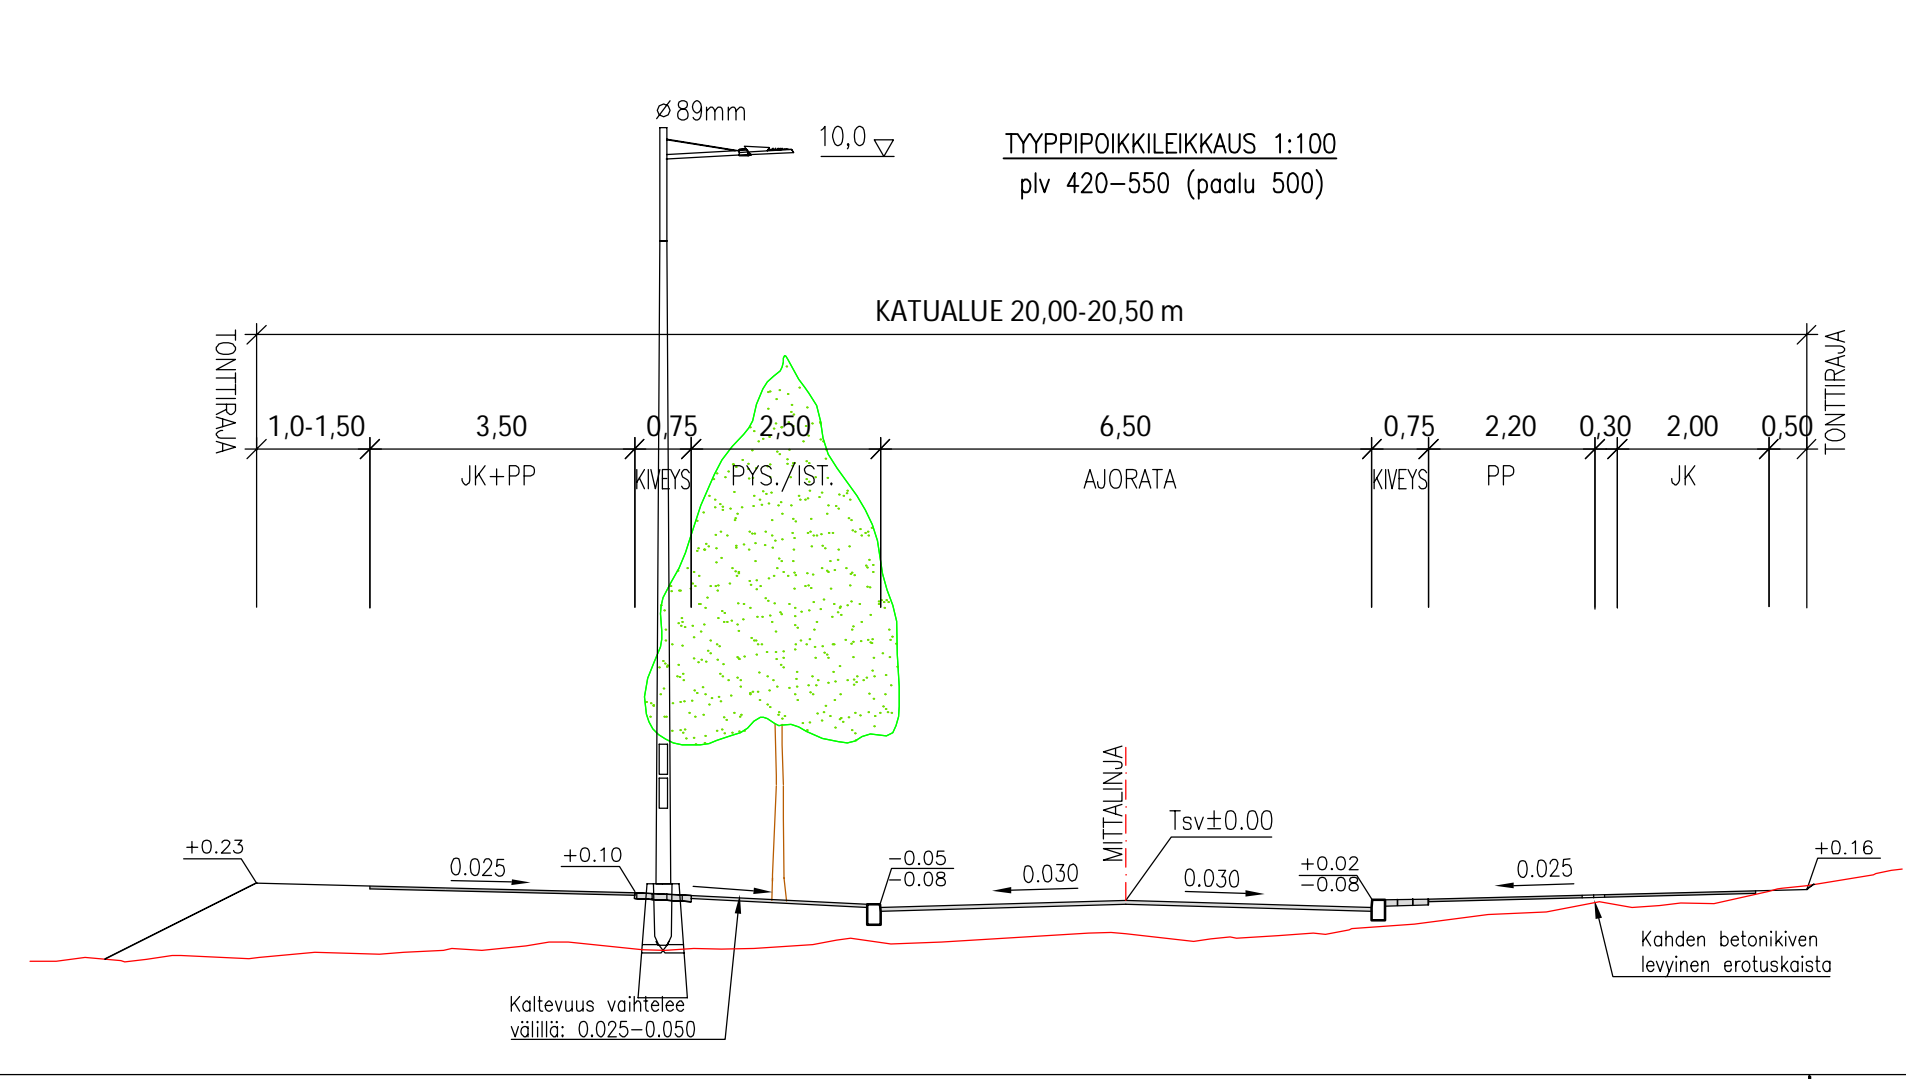 ⌀89mm
10,0
TYYPPIPOIKKILEIKKAUS 1:100
plv 420-550 (paalu 500)
KATUALUE 20,00-20,50 m
TONTTIRAJA
TONTTIRAJA
1,0-1,50 3,50 0,75 2,50 6,50 0,75 2,20 0,30 2,00 0,50
JK+PP KIVEYS PYS./IST. AJORATA KIVEYS PP JK
MITTALINJA
Tsv±0.00
+0.23
0.025
+0.10
-0.05
-0.08
0.030
0.030
+0.02
-0.08
0.025
+0.16
Kahden betonikiven
levyinen erotuskaista
Kaltevuus vaihtelee
välillä: 0.025-0.050